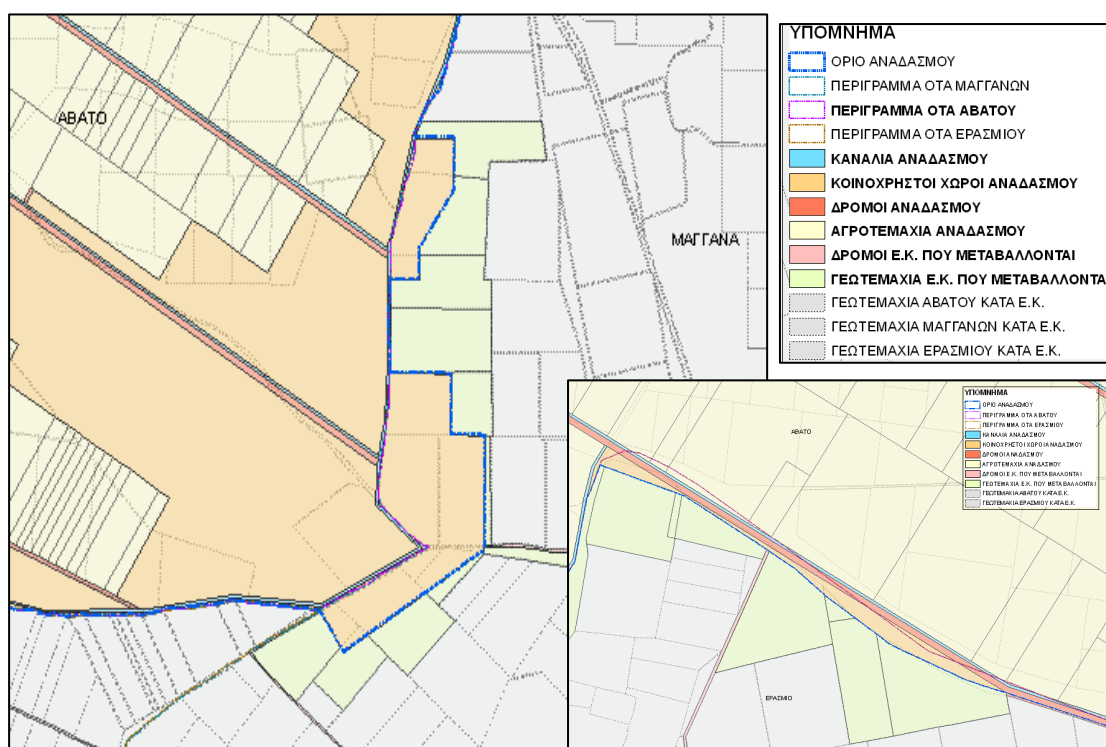 ΑΒΑΤΟ
ΜΑΓΓΑΝΑ
ΥΠΟΜΝΗΜΑ
ΟΡΙΟ ΑΝΑΔΑΣΜΟΥ
ΠΕΡΙΓΡΑΜΜΑ ΟΤΑ ΜΑΓΓΑΝΩΝ
ΠΕΡΙΓΡΑΜΜΑ ΟΤΑ ΑΒΑΤΟΥ
ΠΕΡΙΓΡΑΜΜΑ ΟΤΑ ΕΡΑΣΜΙΟΥ
ΚΑΝΑΛΙΑ ΑΝΑΔΑΣΜΟΥ
ΚΟΙΝΟΧΡΗΣΤΟΙ ΧΩΡΟΙ ΑΝΑΔΑΣΜΟΥ
ΔΡΟΜΟΙ ΑΝΑΔΑΣΜΟΥ
ΑΓΡΟΤΕΜΑΧΙΑ ΑΝΑΔΑΣΜΟΥ
ΔΡΟΜΟΙ Ε.Κ. ΠΟΥ ΜΕΤΑΒΑΛΛΟΝΤΑΙ
ΓΕΩΤΕΜΑΧΙΑ Ε.Κ. ΠΟΥ ΜΕΤΑΒΑΛΛΟΝΤΑ
ΓΕΩΤΕΜΑΧΙΑ ΑΒΑΤΟΥ ΚΑΤΑ Ε.Κ.
ΓΕΩΤΕΜΑΧΙΑ ΜΑΓΓΑΝΩΝ ΚΑΤΑ Ε.Κ.
ΓΕΩΤΕΜΑΧΙΑ ΕΡΑΣΜΙΟΥ ΚΑΤΑ Ε.Κ.
ΑΒΑΤΟ
ΕΡΑΣΜΙΟ
ΥΠΟΜΝΗΜΑ
ΟΡΙΟ ΑΝΑΔΑΣΜΟΥ
ΠΕΡΙΓΡΑΜΜΑ ΟΤΑ ΑΒΑΤΟΥ
ΠΕΡΙΓΡΑΜΜΑ ΟΤΑ ΕΡΑΣΜΙΟΥ
ΚΑΝΑΛΙΑ ΑΝΑΔΑΣΜΟΥ
ΚΟΙΝΟΧΡΗΣΤΟΙ ΧΩΡΟΙ ΑΝΑΔΑΣΜΟΥ
ΔΡΟΜΟΙ ΑΝΑΔΑΣΜΟΥ
ΑΓΡΟΤΕΜΑΧΙΑ ΑΝΑΔΑΣΜΟΥ
ΔΡΟΜΟΙ Ε.Κ. ΠΟΥ ΜΕΤΑΒΑΛΛΟΝΤΑΙ
ΓΕΩΤΕΜΑΧΙΑ Ε.Κ. ΠΟΥ ΜΕΤΑΒΑΛΛΟΝΤΑΙ
ΓΕΩΤΕΜΑΧΙΑ ΑΒΑΤΟΥ ΚΑΤΑ Ε.Κ.
ΓΕΩΤΕΜΑΧΙΑ ΕΡΑΣΜΙΟΥ ΚΑΤΑ Ε.Κ.